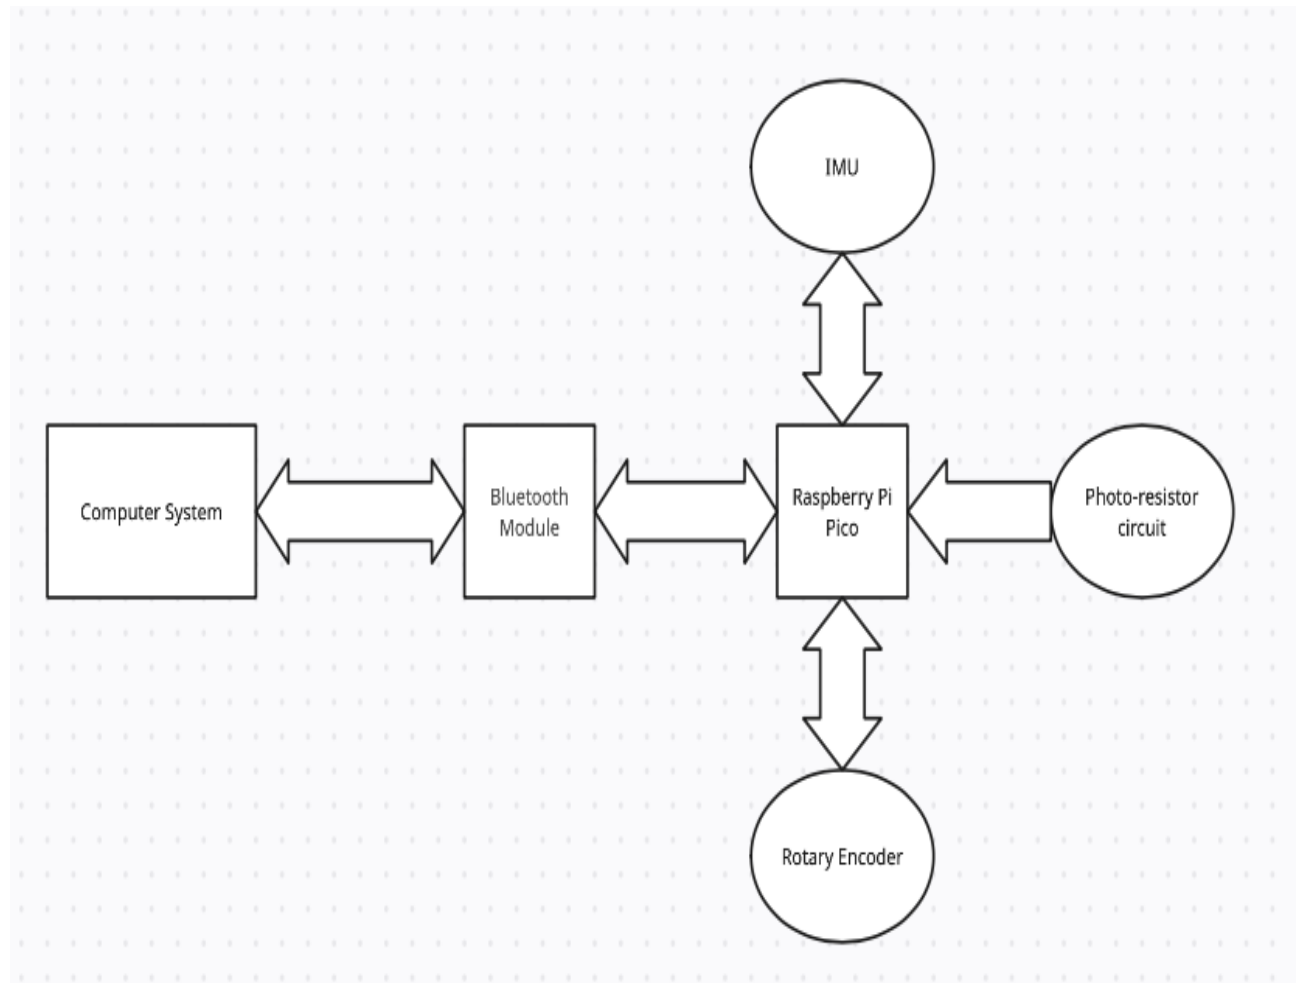 IMU
Computer System
Bluetooth
Module
Raspberry Pi
Pico
Photo-resistor
circuit
Rotary Encoder